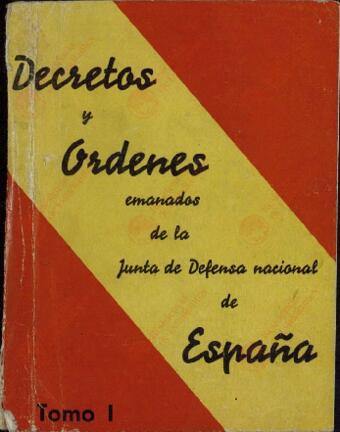 Decretos
y
Ordenes
emanados
de la
Junta de Defensa nacional
de
España
Tomo I